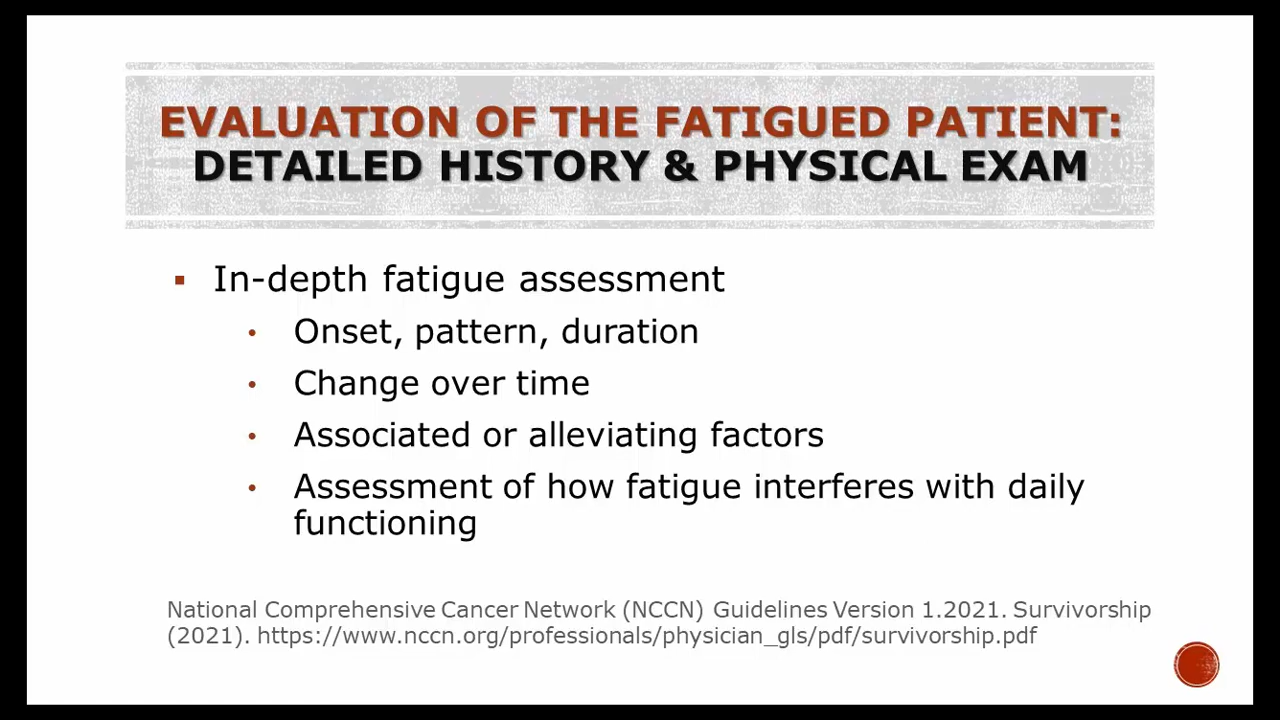 EVALUATION OF THE FATIGUED PATIENT:
DETAILED HISTORY & PHYSICAL EXAM
In-depth fatigue assessment
Onset, pattern, duration
Change over time
Associated or alleviating factors
Assessment of how fatigue interferes with daily
functioning
National Comprehensive Cancer Network (NCCN) Guidelines Version 1.2021. Survivorship
(2021). https://www.nccn.org/professionals/physician_gls/pdf/survivorship.pdf